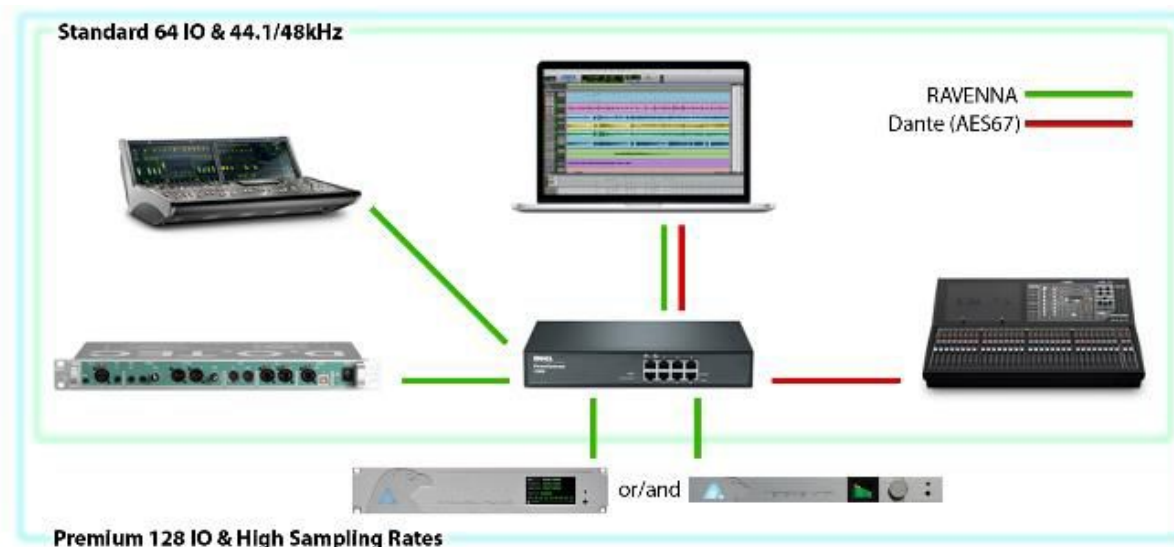 Standard 64 IO & 44.1/48kHz
RAVENNA
Dante (AES67)
or/and
Premium 128 IO & High Sampling Rates